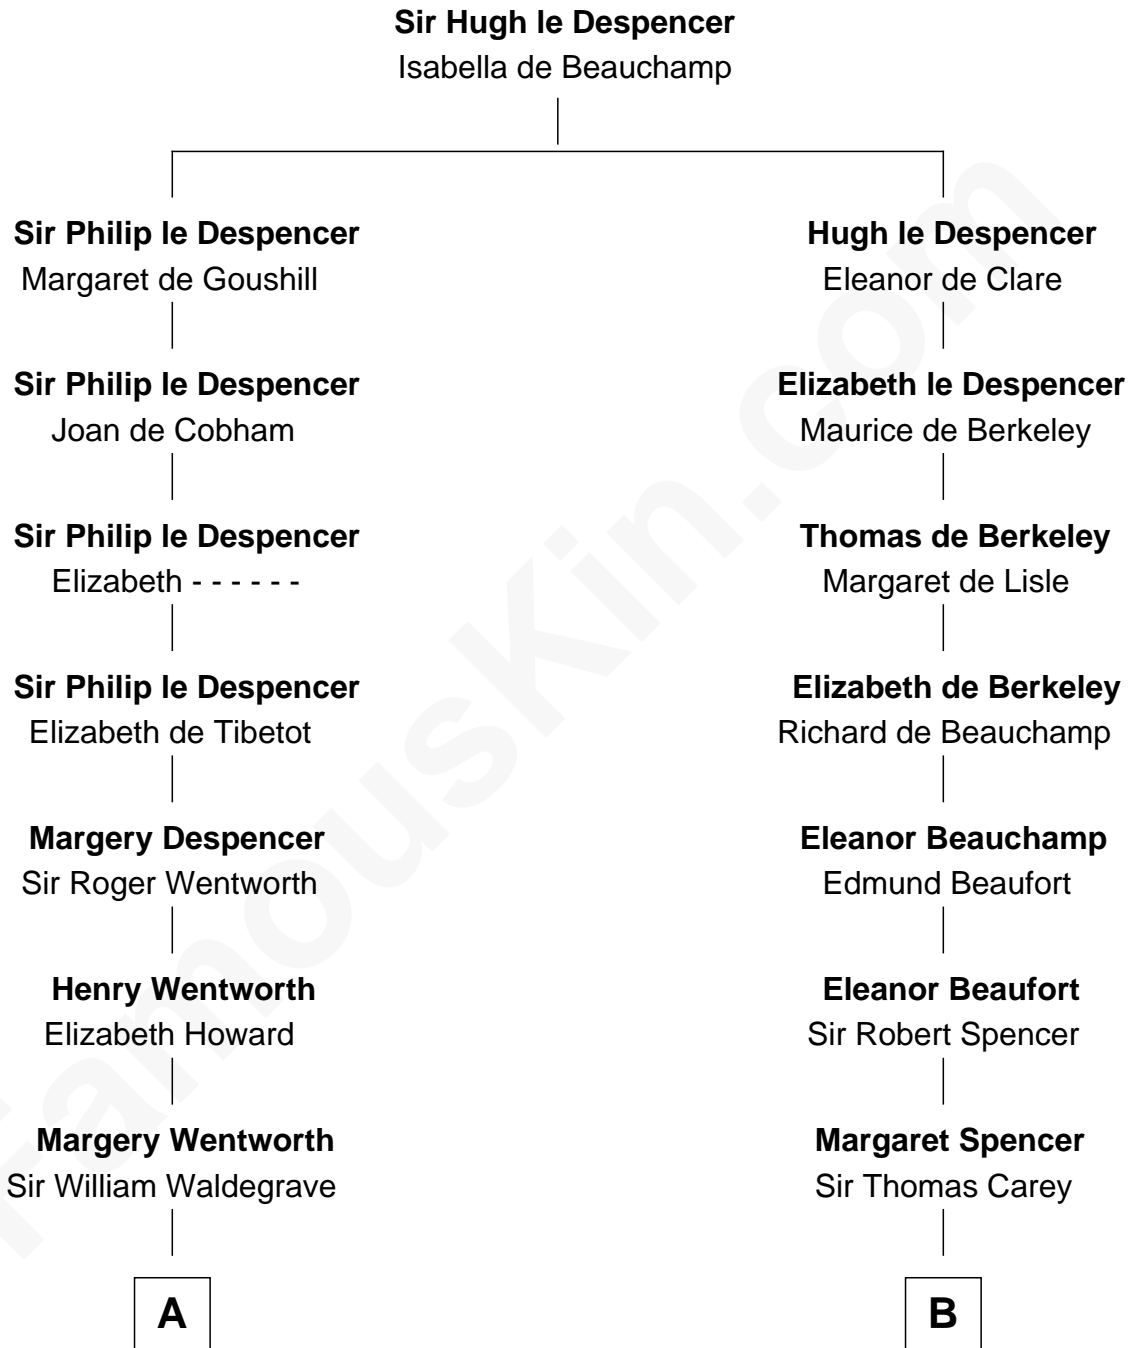 Sir Hugh le Despencer
Isabella de Beauchamp
Sir Philip le Despencer
Margaret de Goushill
Sir Philip le Despencer
Joan de Cobham
Sir Philip le Despencer
Elizabeth - - - - - -
Sir Philip le Despencer
Elizabeth de Tibetot
Margery Despencer
Sir Roger Wentworth
Henry Wentworth
Elizabeth Howard
Margery Wentworth
Sir William Waldegrave
A
Hugh le Despencer
Eleanor de Clare
Elizabeth le Despencer
Maurice de Berkeley
Thomas de Berkeley
Margaret de Lisle
Elizabeth de Berkeley
Richard de Beauchamp
Eleanor Beauchamp
Edmund Beaufort
Eleanor Beaufort
Sir Robert Spencer
Margaret Spencer
Sir Thomas Carey
B
FamousKin.com